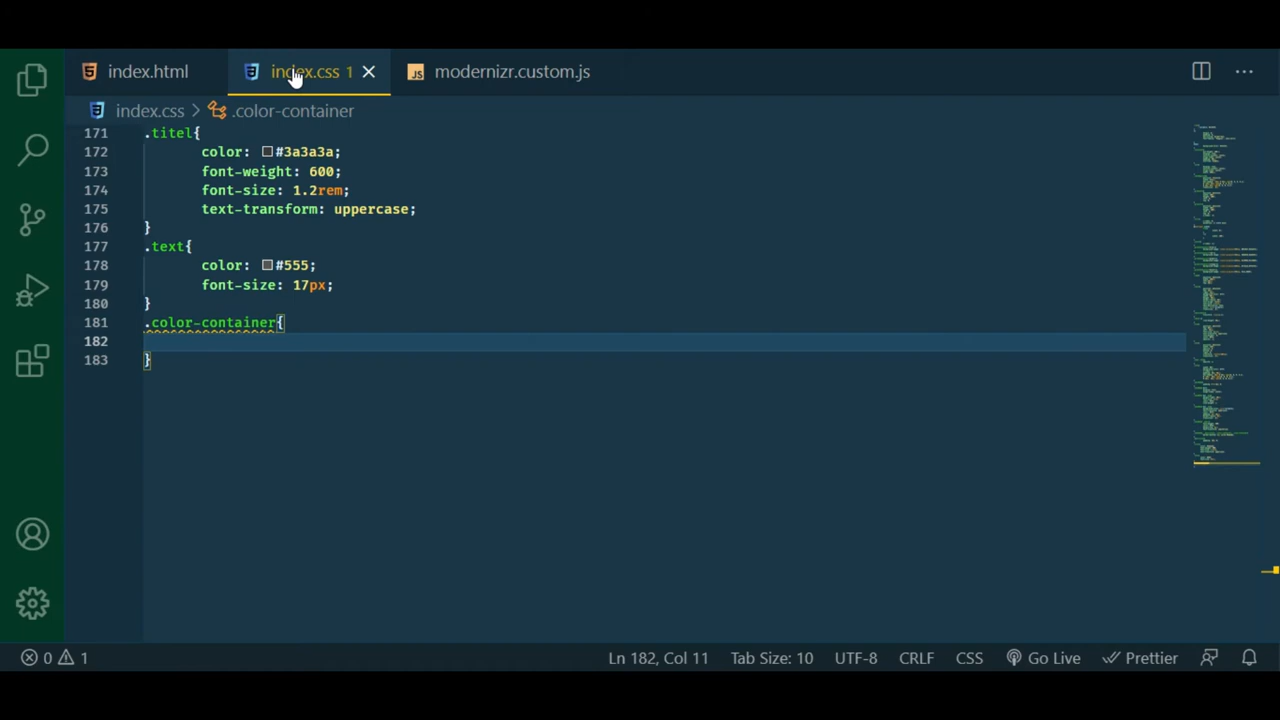 index.html
index.css 1
modernizr.custom.js
index.css > .color-container
171 .titel{
172 color: #3a3a3a;
173 font-weight: 600;
174 font-size: 1.2rem;
175 text-transform: uppercase;
176 }
177 .text{
178 color: #555;
179 font-size: 17px;
180 }
181 .color-container{
182
183 }
0 1 Ln 182, Col 11 Tab Size: 10 UTF-8 CRLF CSS Go Live Prettier